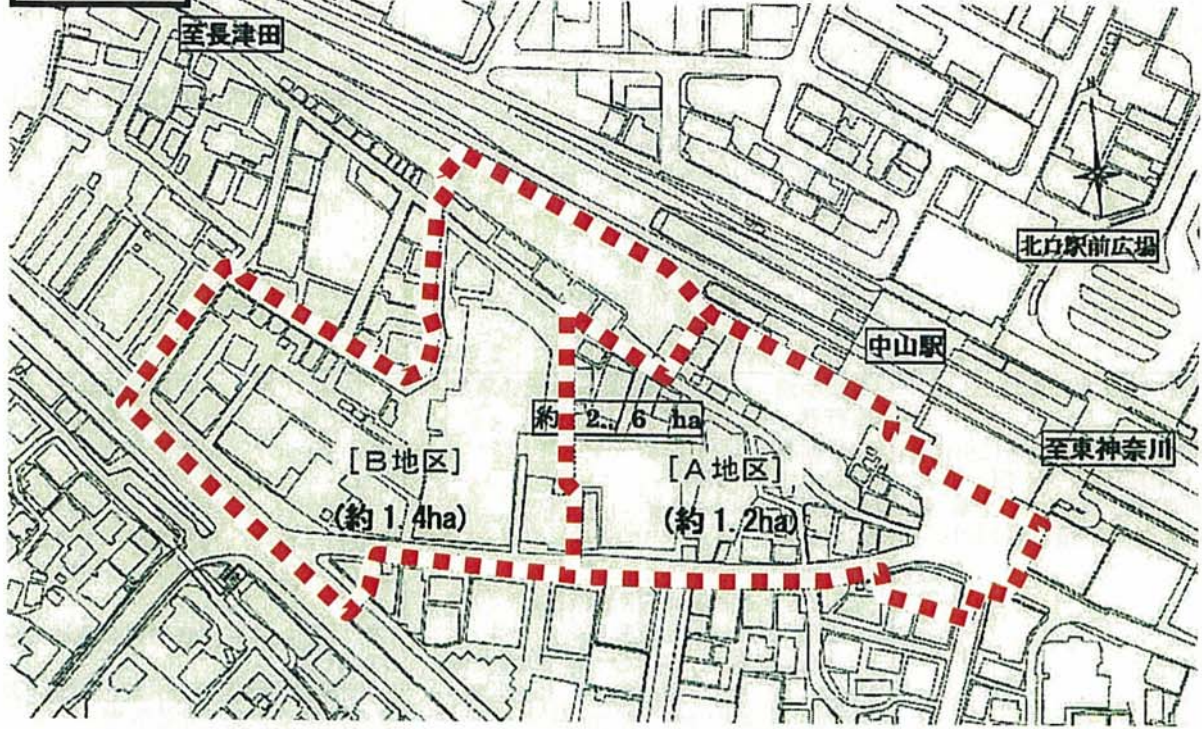 至長津田
N
北口駅前広場
中山駅
約 2.6 ha
至東神奈川
[B地区]
(約1.4ha)
[A地区]
(約1.2ha)